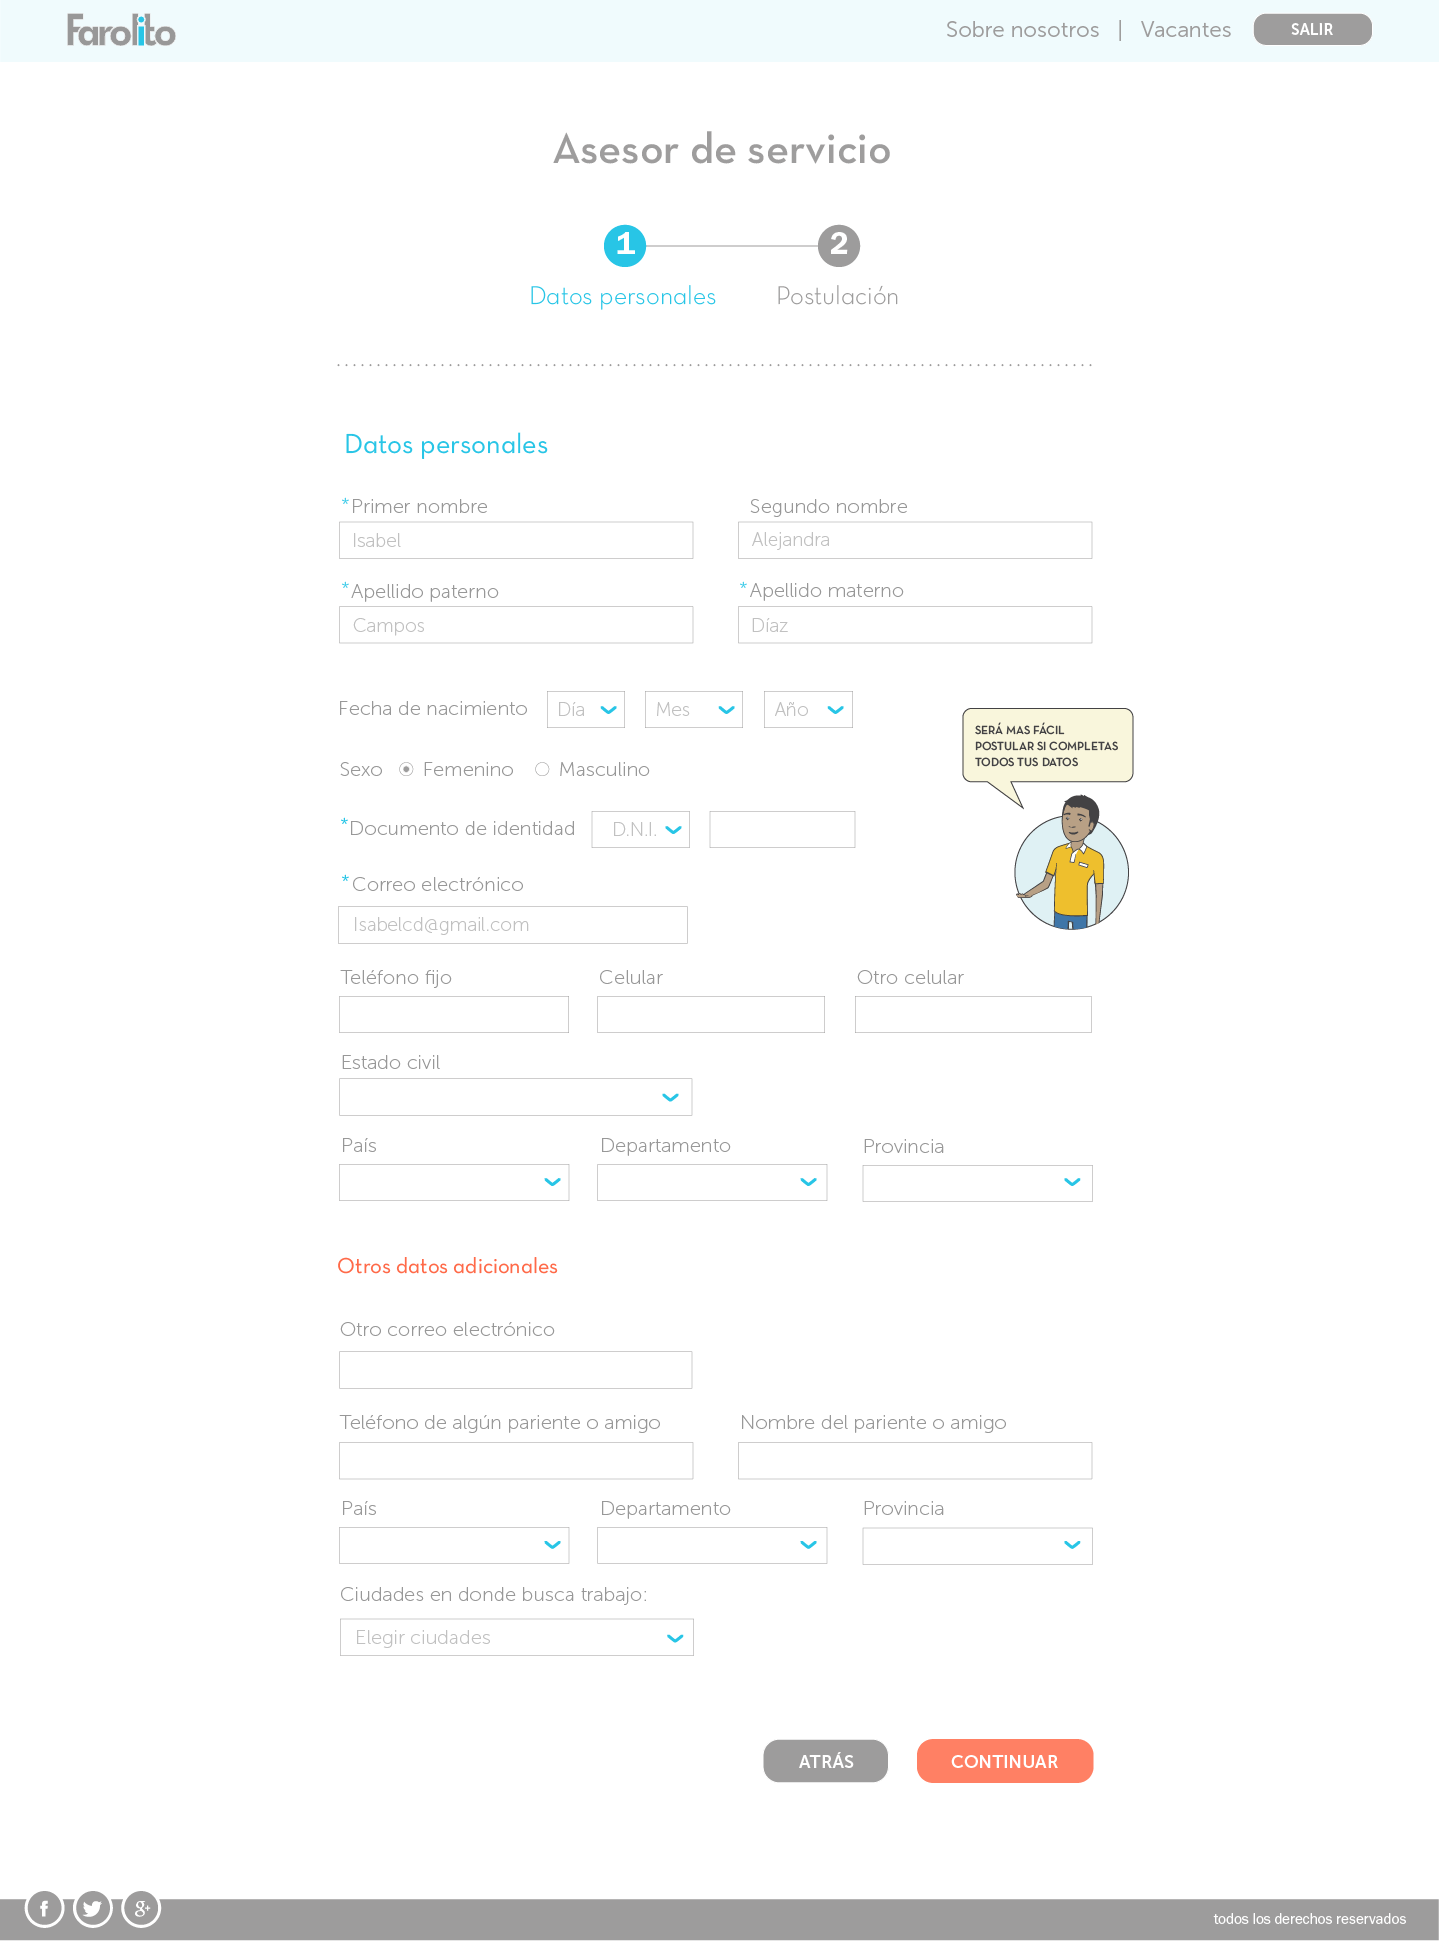 Farolito
Sobre nosotros | Vacantes SALIR
Asesor de servicio
1 2
Datos personales Postulación
Datos personales
*Primer nombre Segundo nombre
Isabel Alejandra
*Apellido paterno *Apellido materno
Campos Díaz
Fecha de nacimiento Día Mes Año
SERÁ MAS FÁCIL
POSTULAR SI COMPLETAS
TODOS TUS DATOS
Sexo Femenino Masculino
*Documento de identidad D.N.I.
*Correo electrónico
Isabelcd@gmail.com
Teléfono fijo Celular Otro celular
Estado civil
País Departamento Provincia
Otros datos adicionales
Otro correo electrónico
Teléfono de algún pariente o amigo Nombre del pariente o amigo
País Departamento Provincia
Ciudades en donde busca trabajo:
Elegir ciudades
ATRÁS CONTINUAR
f g+
todos los derechos reservados